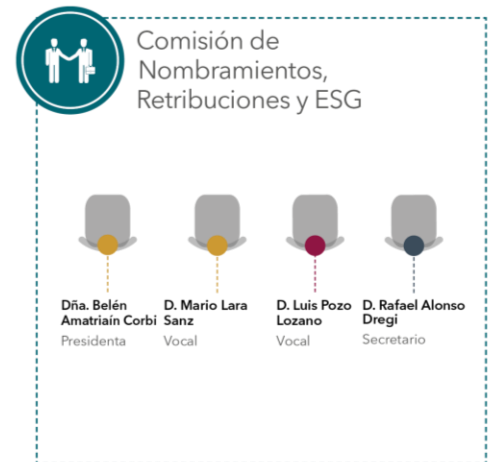 Comisión de
Nombramientos,
Retribuciones y ESG
Dña. Belén
Amatriaín Corbi
Presidenta
D. Mario Lara
Sanz
Vocal
D. Luis Pozo
Lozano
Vocal
D. Rafael Alonso
Dregi
Secretario